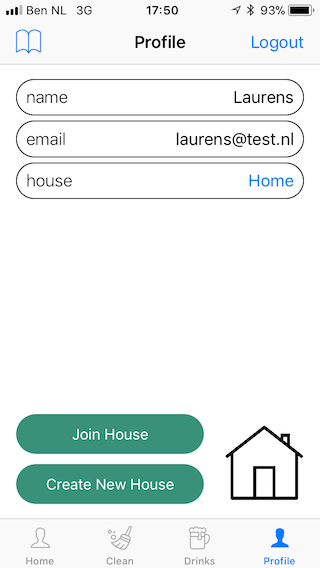 Ben NL 3G 17:50 93%
Profile Logout
name Laurens
email laurens@test.nl
house Home
Join House
Create New House
Home Clean Drinks Profile